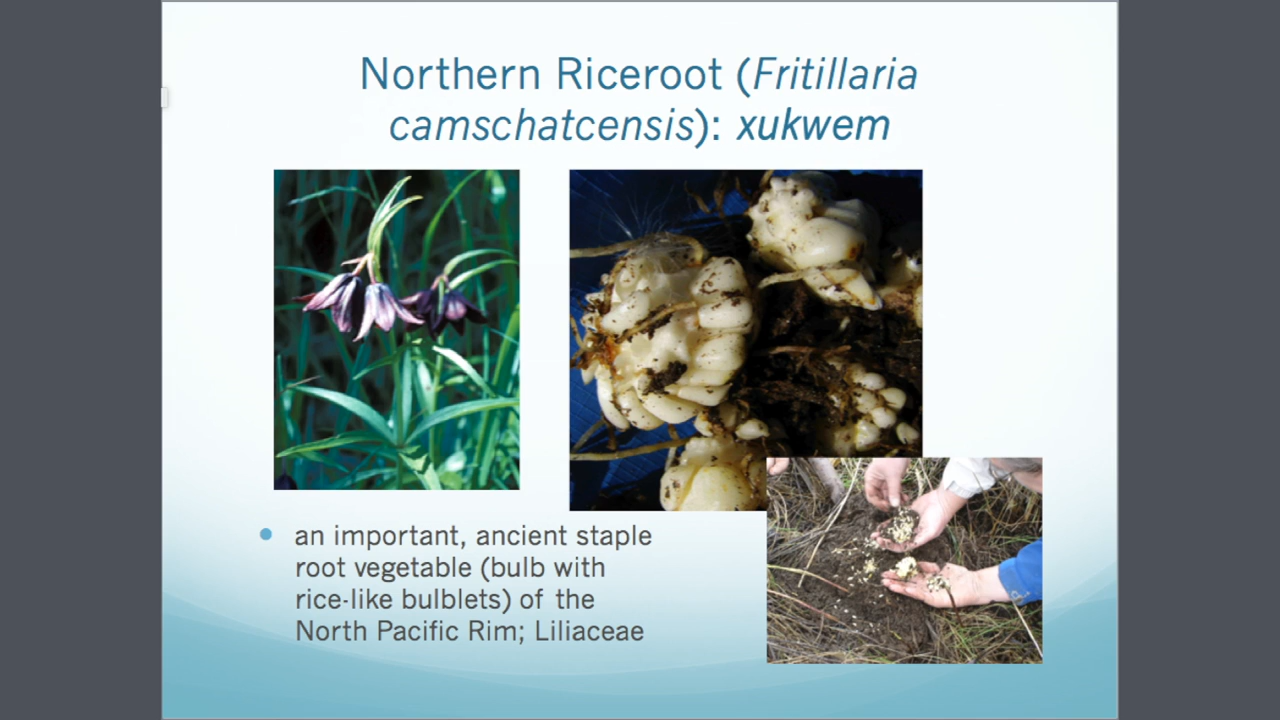 Northern Riceroot (Fritillaria
camschatcensis): xukwem
an important, ancient staple
root vegetable (bulb with
rice-like bulblets) of the
North Pacific Rim; Liliaceae